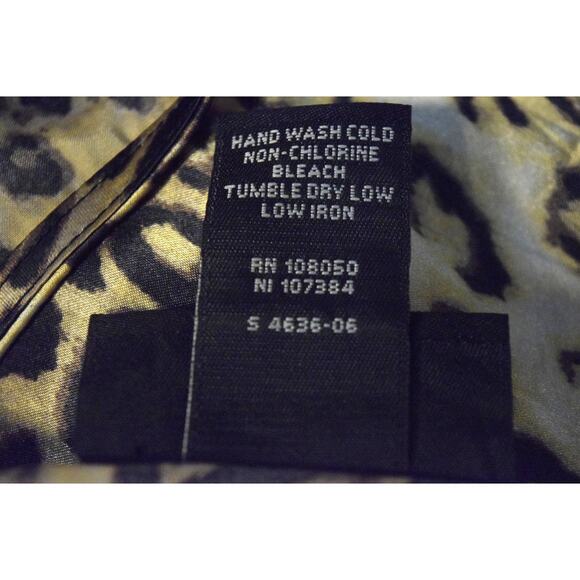 HAND WASH COLD
NON-CHLORINE
BLEACH
TUMBLE DRY LOW
LOW IRON
RN 108050
NI 107384
S 4636-06